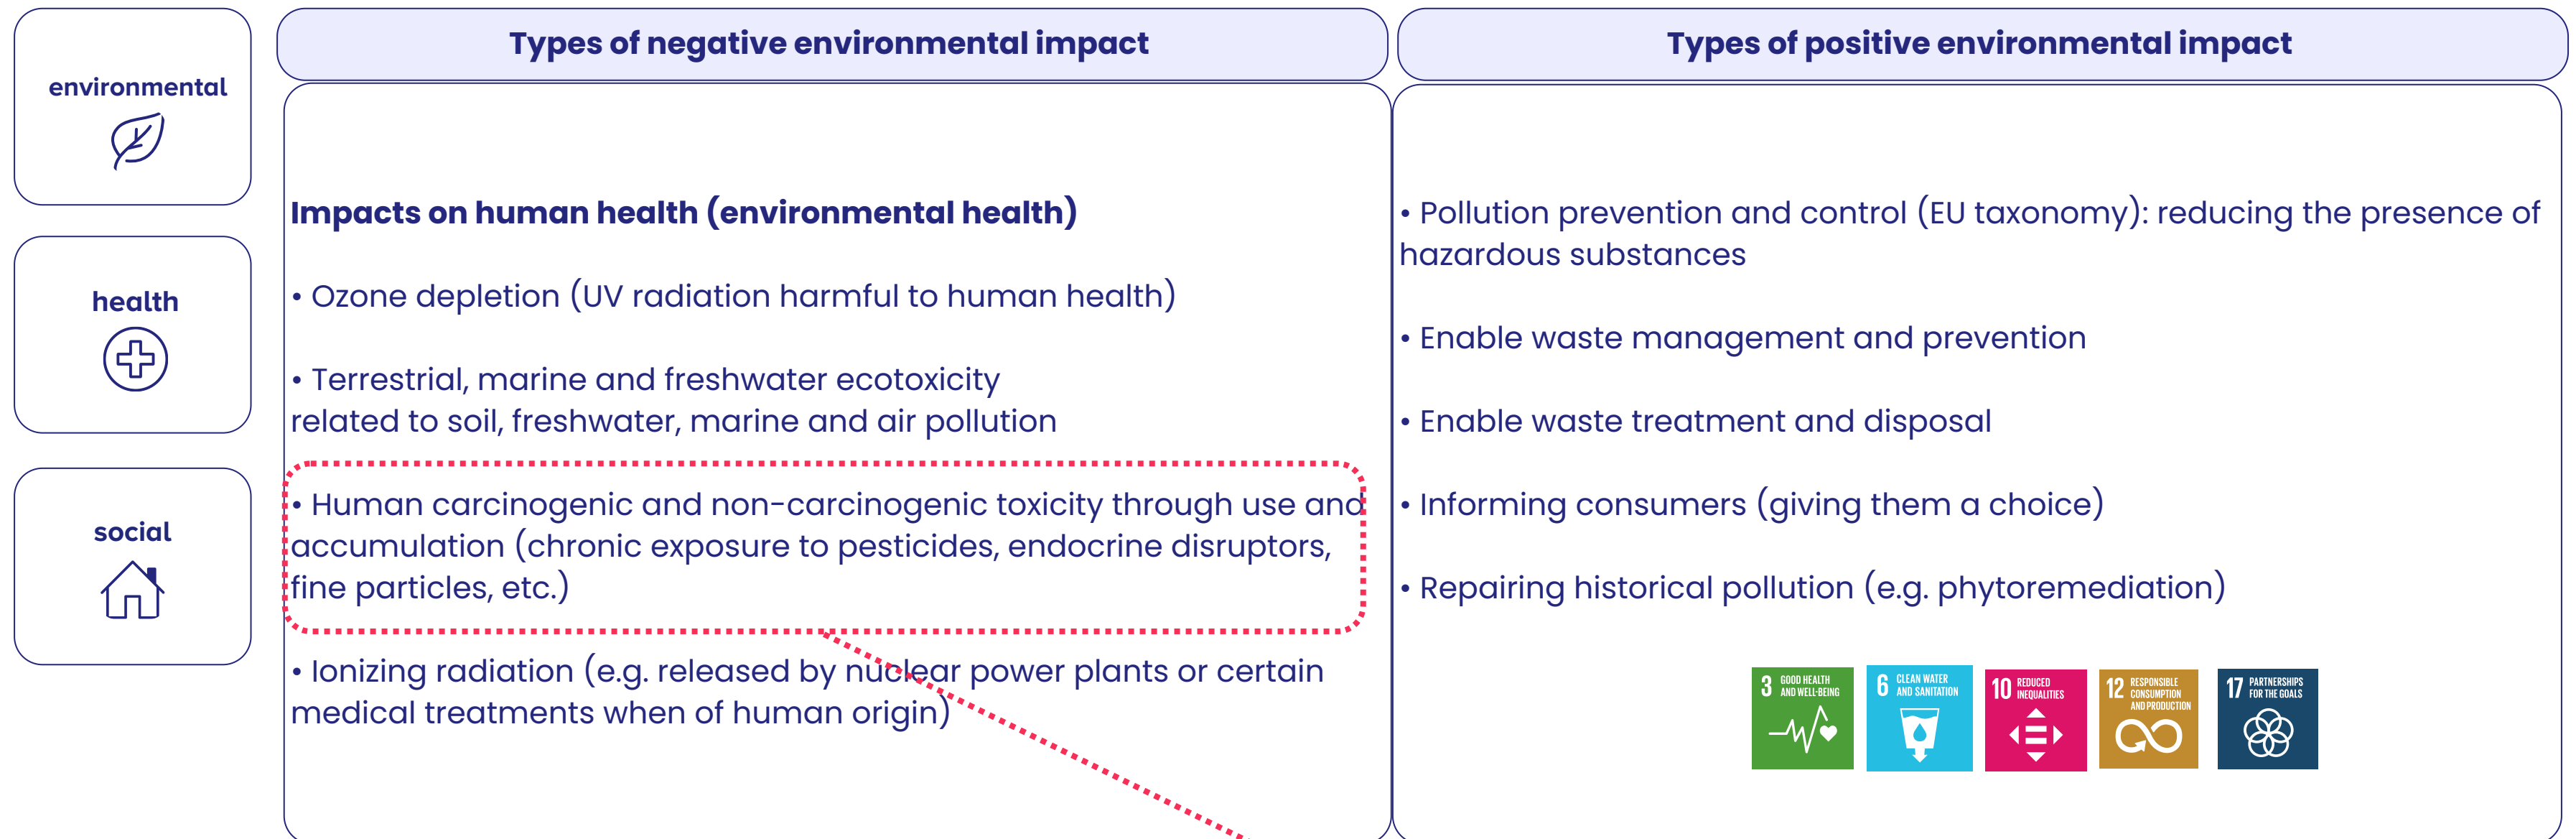 environmental
health
social
Types of negative environmental impact
Impacts on human health (environmental health)
• Ozone depletion (UV radiation harmful to human health)
• Terrestrial, marine and freshwater ecotoxicity
related to soil, freshwater, marine and air pollution
• Human carcinogenic and non-carcinogenic toxicity through use and
accumulation (chronic exposure to pesticides, endocrine disruptors,
fine particles, etc.)
• Ionizing radiation (e.g. released by nuclear power plants or certain
medical treatments when of human origin)
Types of positive environmental impact
• Pollution prevention and control (EU taxonomy): reducing the presence of
hazardous substances
• Enable waste management and prevention
• Enable waste treatment and disposal
• Informing consumers (giving them a choice)
• Repairing historical pollution (e.g. phytoremediation)
3 GOOD HEALTH
AND WELL-BEING
6 CLEAN WATER
AND SANITATION
10 REDUCED
INEQUALITIES
12 RESPONSIBLE
CONSUMPTION
AND PRODUCTION
17 PARTNERSHIPS
FOR THE GOALS